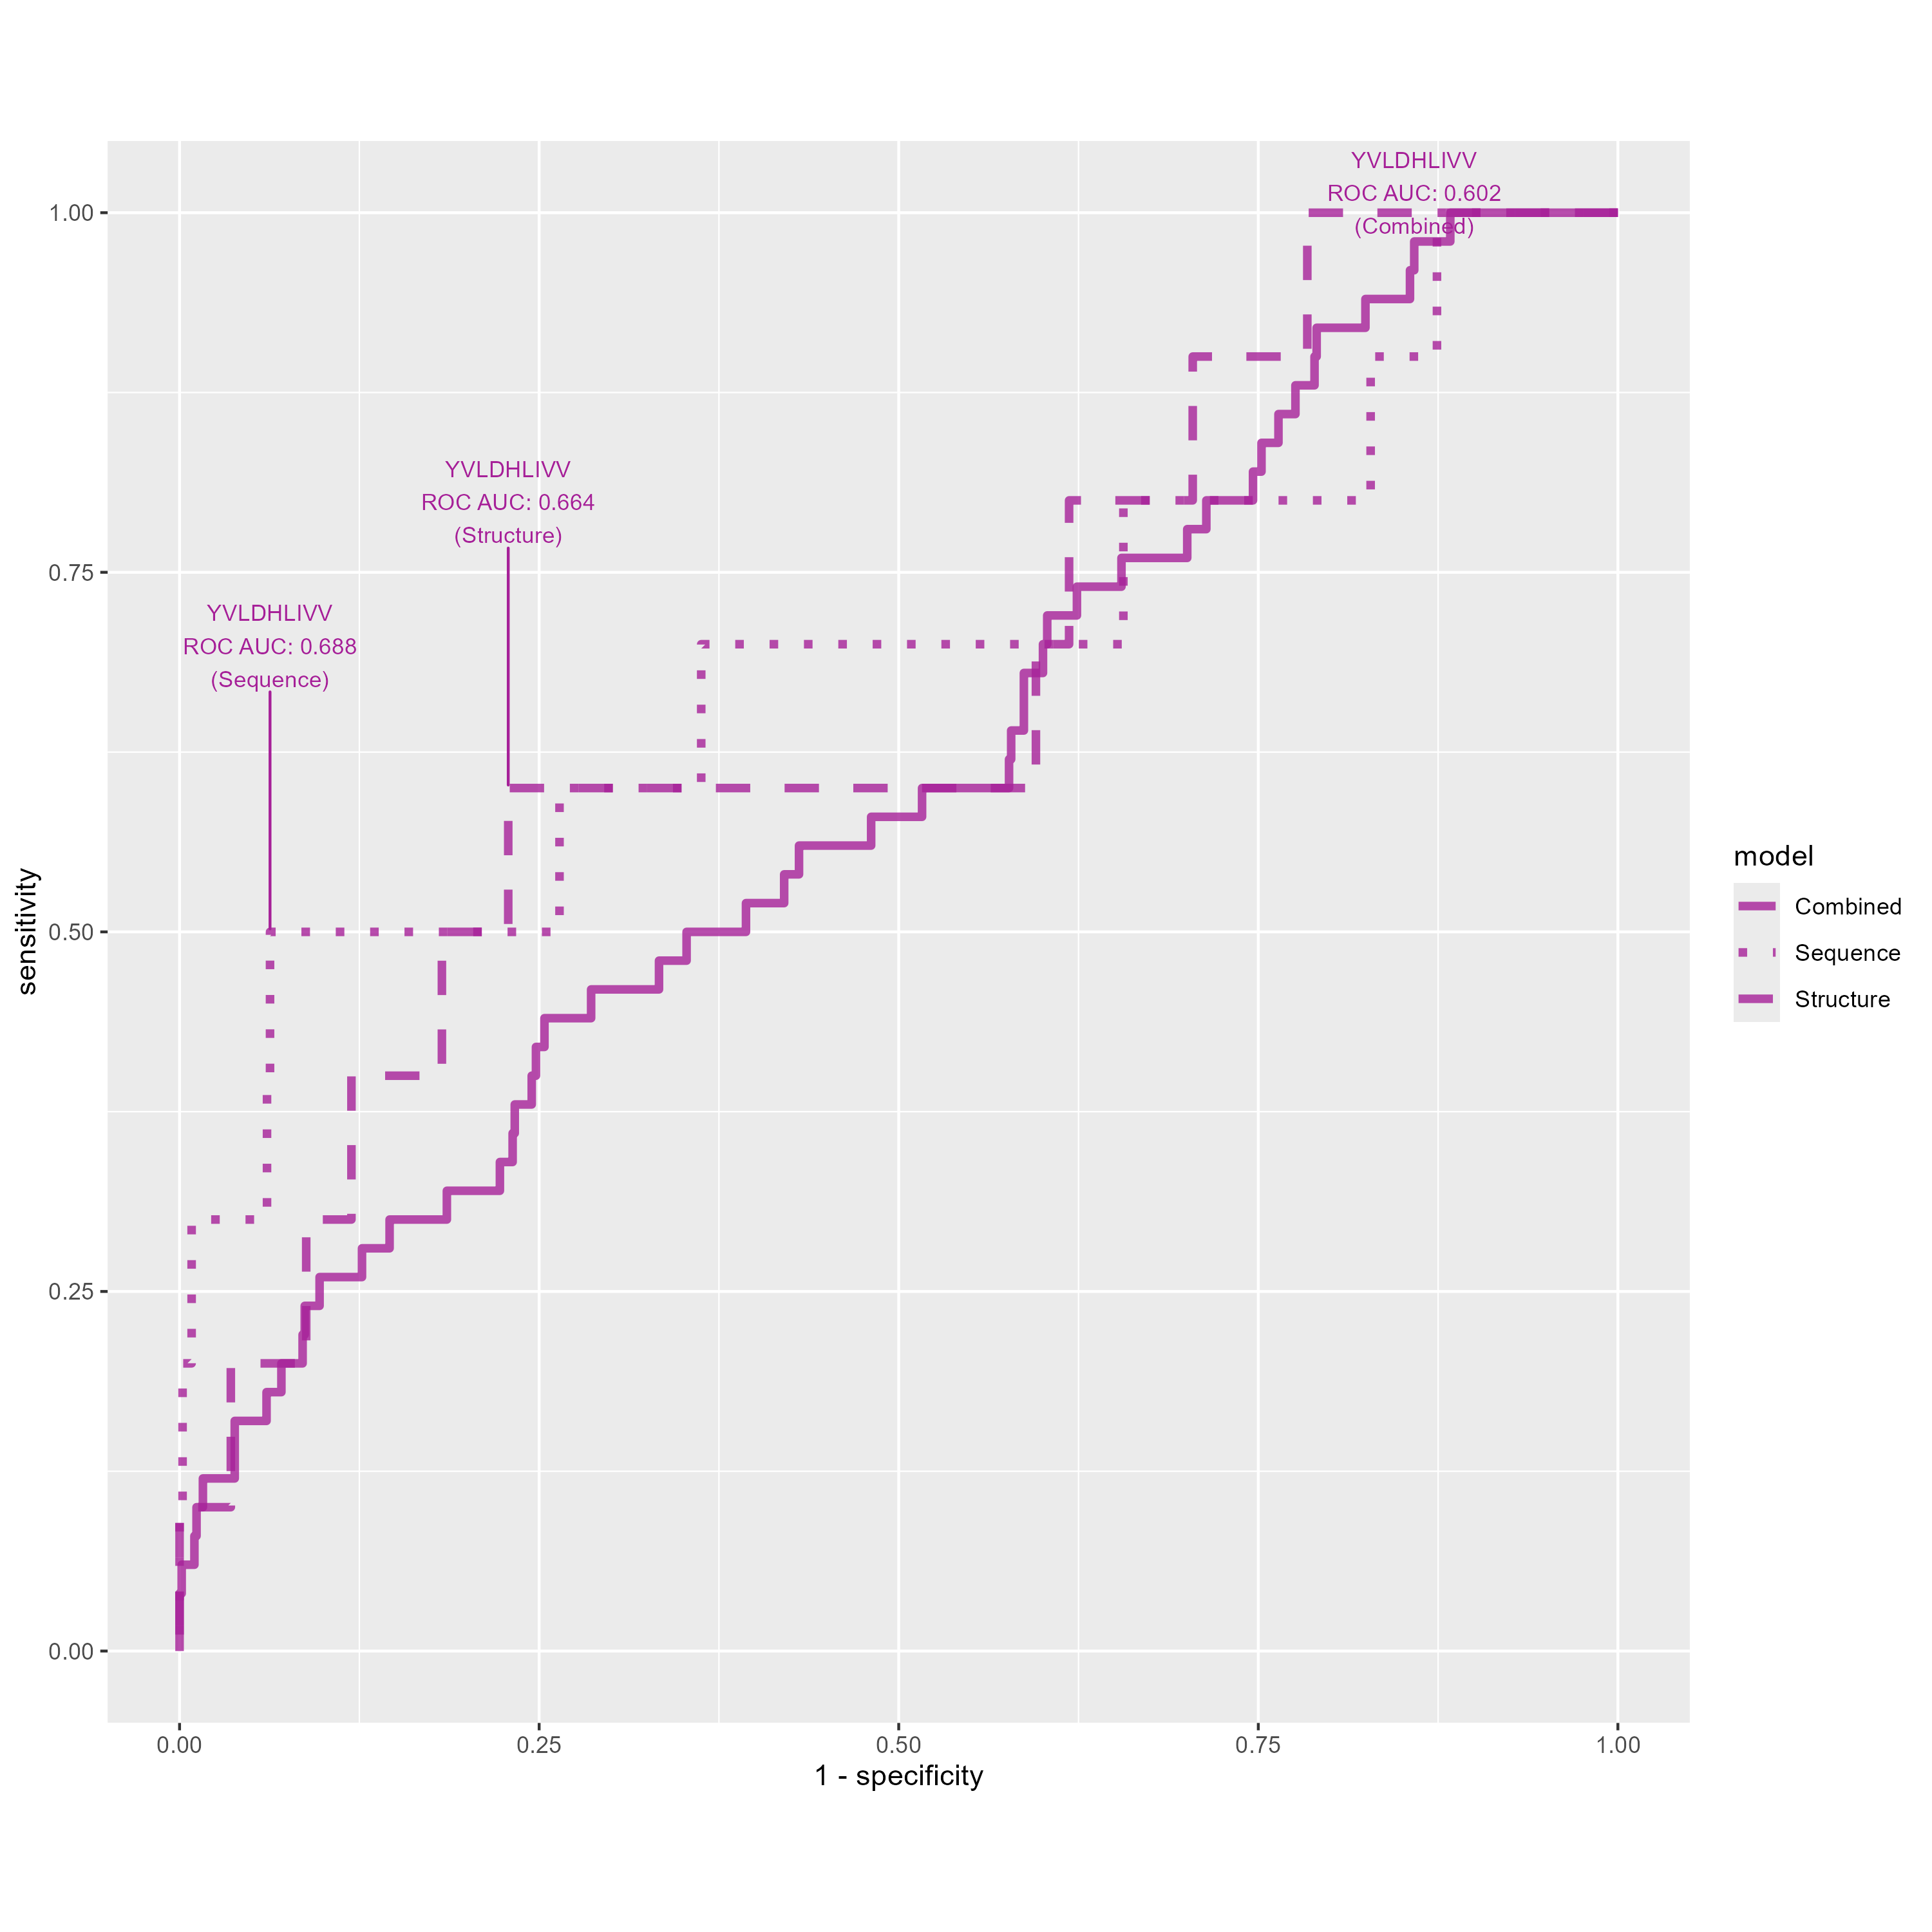 YVLDHLIVV
ROC AUC: 0.602
(Combined)
YVLDHLIVV
ROC AUC: 0.664
(Structure)
YVLDHLIVV
ROC AUC: 0.688
(Sequence)
1.00
0.75
0.50
0.25
0.00
sensitivity
0.00
0.25
0.50
0.75
1.00
1 - specificity
model
Combined
Sequence
Structure